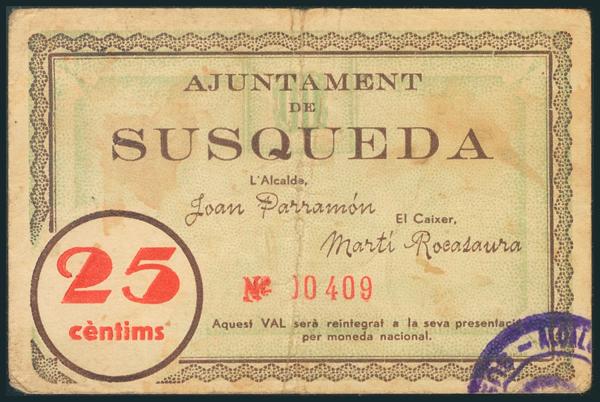 AJUNTAMENT
DE
SUSQUEDA
L'Alcalde,
Joan Parramón
El Caixer,
Martí Rocasaura
25
cèntims
Nº 00409
Aquest VAL serà reintegrat a la seva presentació
per moneda nacional.